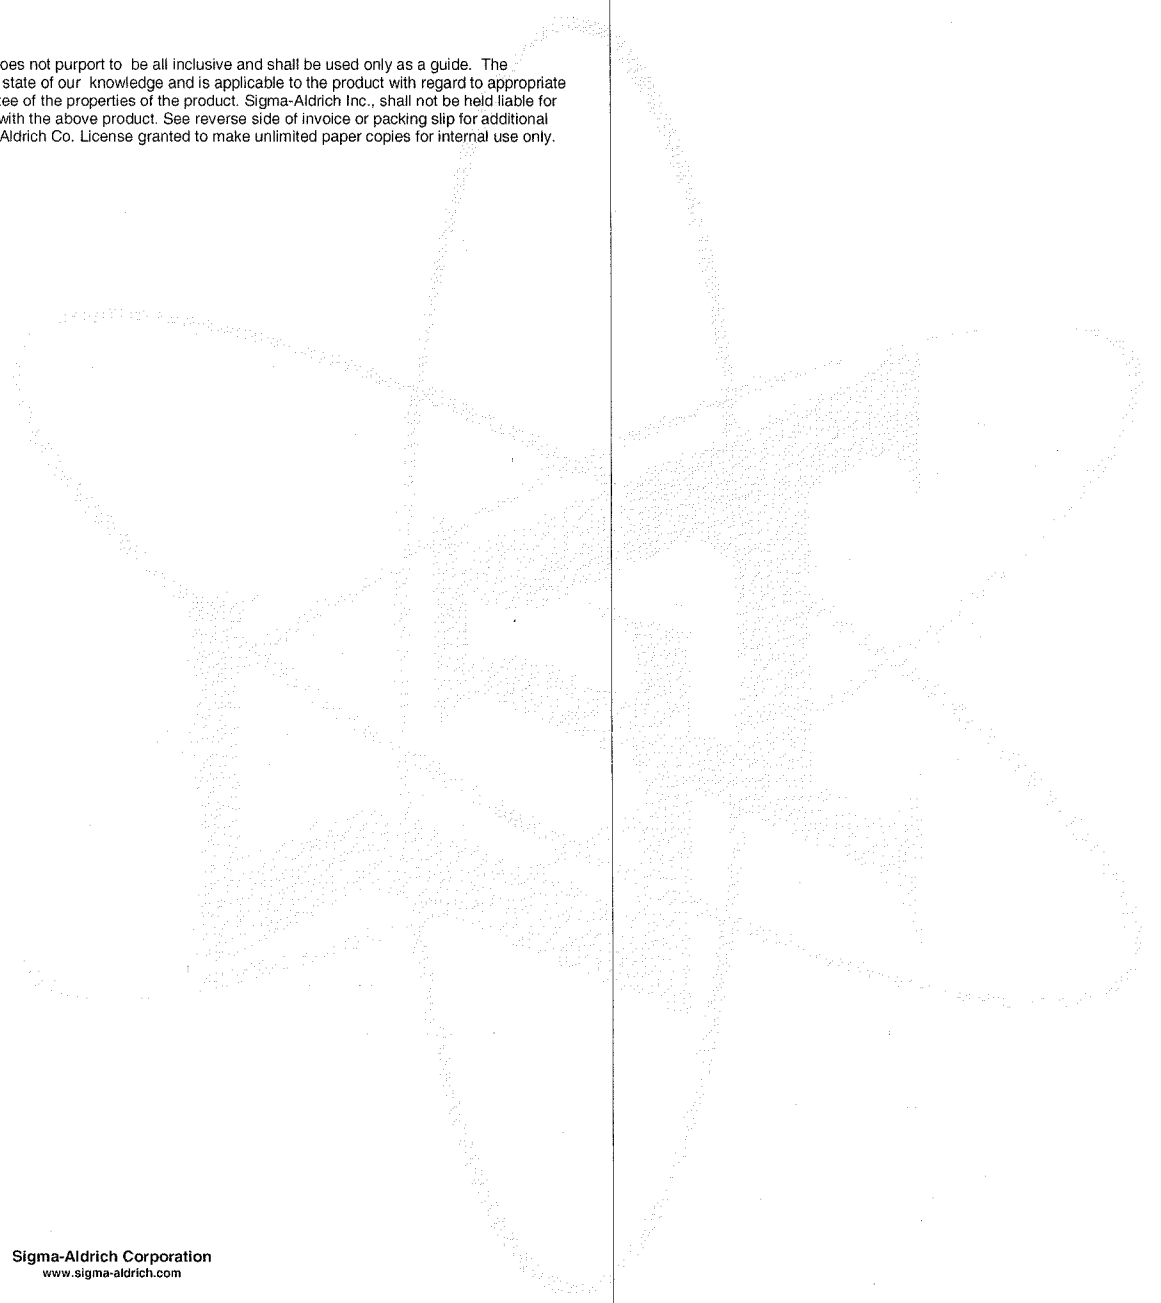 oes not purport to be all inclusive and shall be used only as a guide. The
state of our knowledge and is applicable to the product with regard to appropriate
ee of the properties of the product. Sigma-Aldrich Inc., shall not be held liable for
with the above product. See reverse side of invoice or packing slip for additional
Aldrich Co. License granted to make unlimited paper copies for internal use only.
Sigma-Aldrich Corporation
www.sigma-aldrich.com